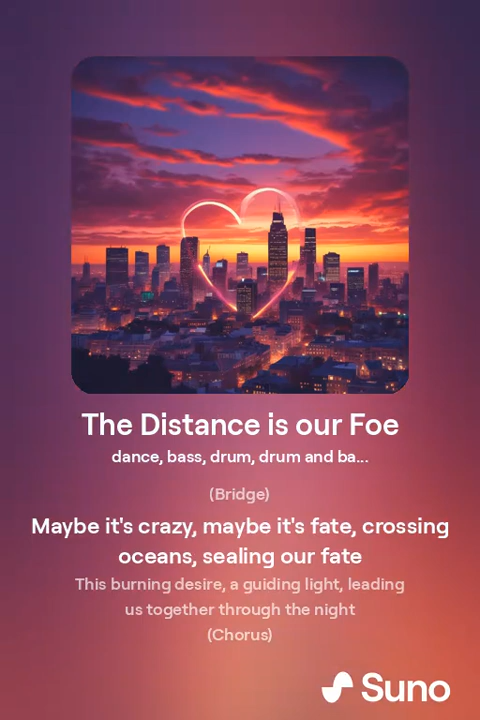 The Distance is our Foe
dance, bass, drum, drum and ba...
(Bridge)
Maybe it's crazy, maybe it's fate, crossing
oceans, sealing our fate
This burning desire, a guiding light, leading
us together through the night
(Chorus)
Suno